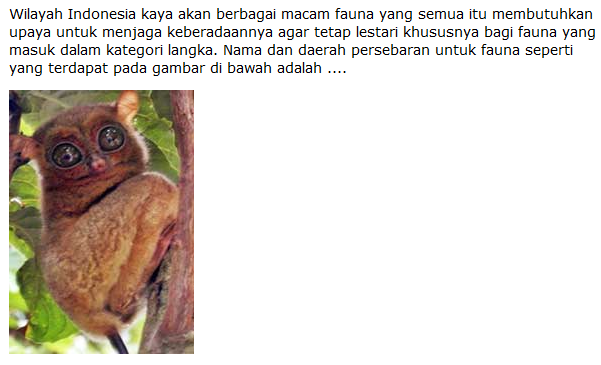 Wilayah Indonesia kaya akan berbagai macam fauna yang semua itu membutuhkan
upaya untuk menjaga keberadaannya agar tetap lestari khususnya bagi fauna yang
masuk dalam kategori langka. Nama dan daerah persebaran untuk fauna seperti
yang terdapat pada gambar di bawah adalah ....